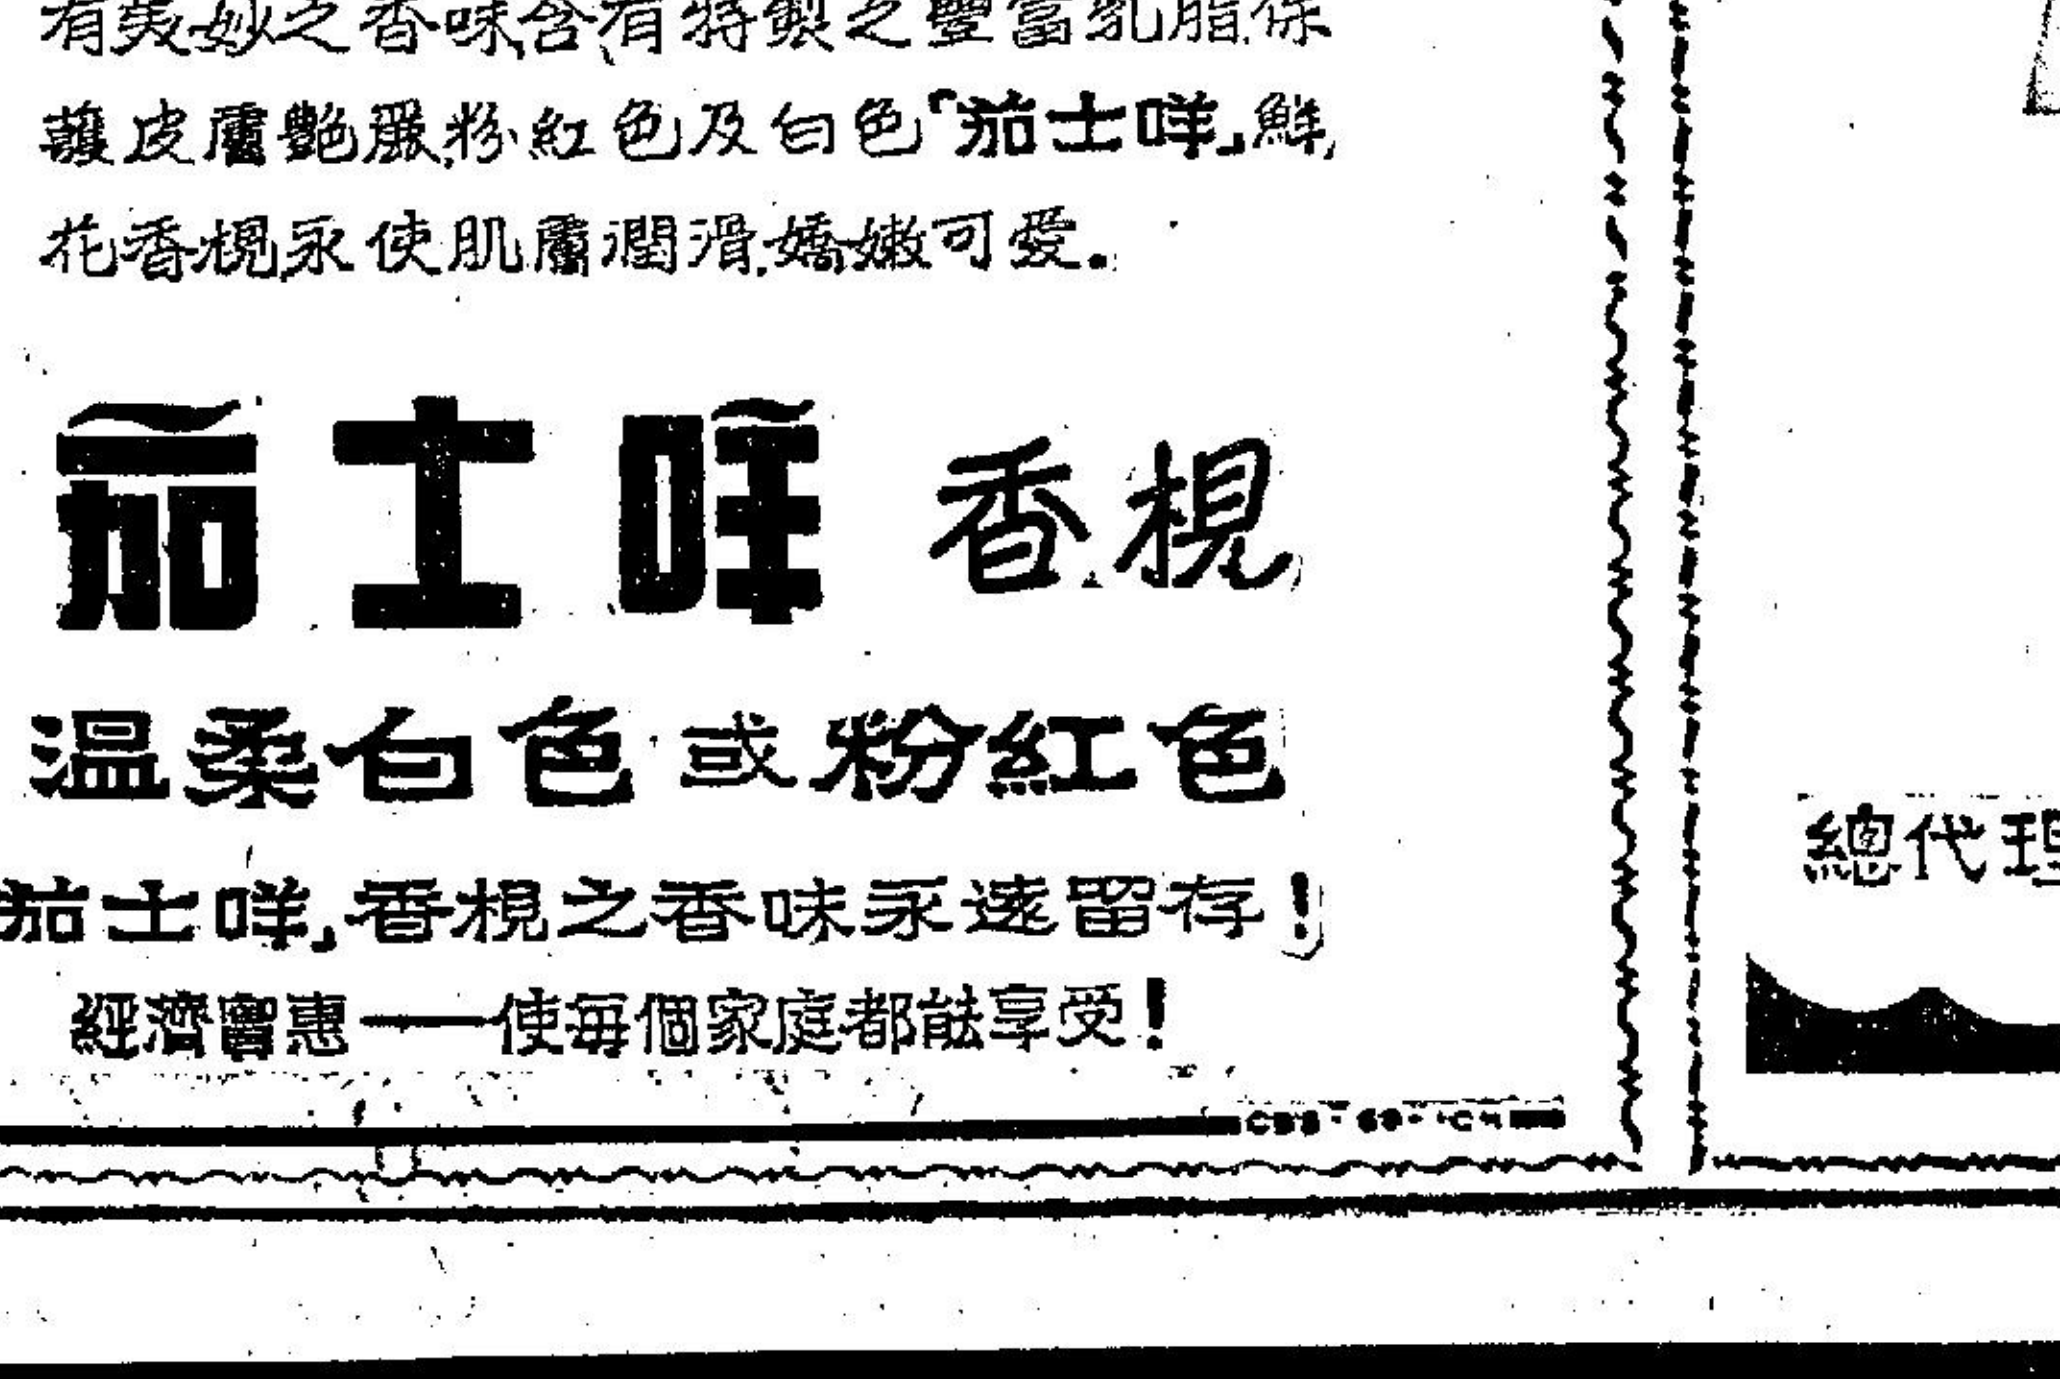 有美妙之香味,含有特製之豐富乳脂,保
護皮膚艷麗,粉紅色及白色「茄士咩」鮮
花香枧,永使肌膚潤滑,嬌嫩可愛。
茄士咩 香枧
温柔白色或粉紅色
茄士咩」香枧之香味永遠留存!
經濟實惠——使每個家庭都能享受!
總代理